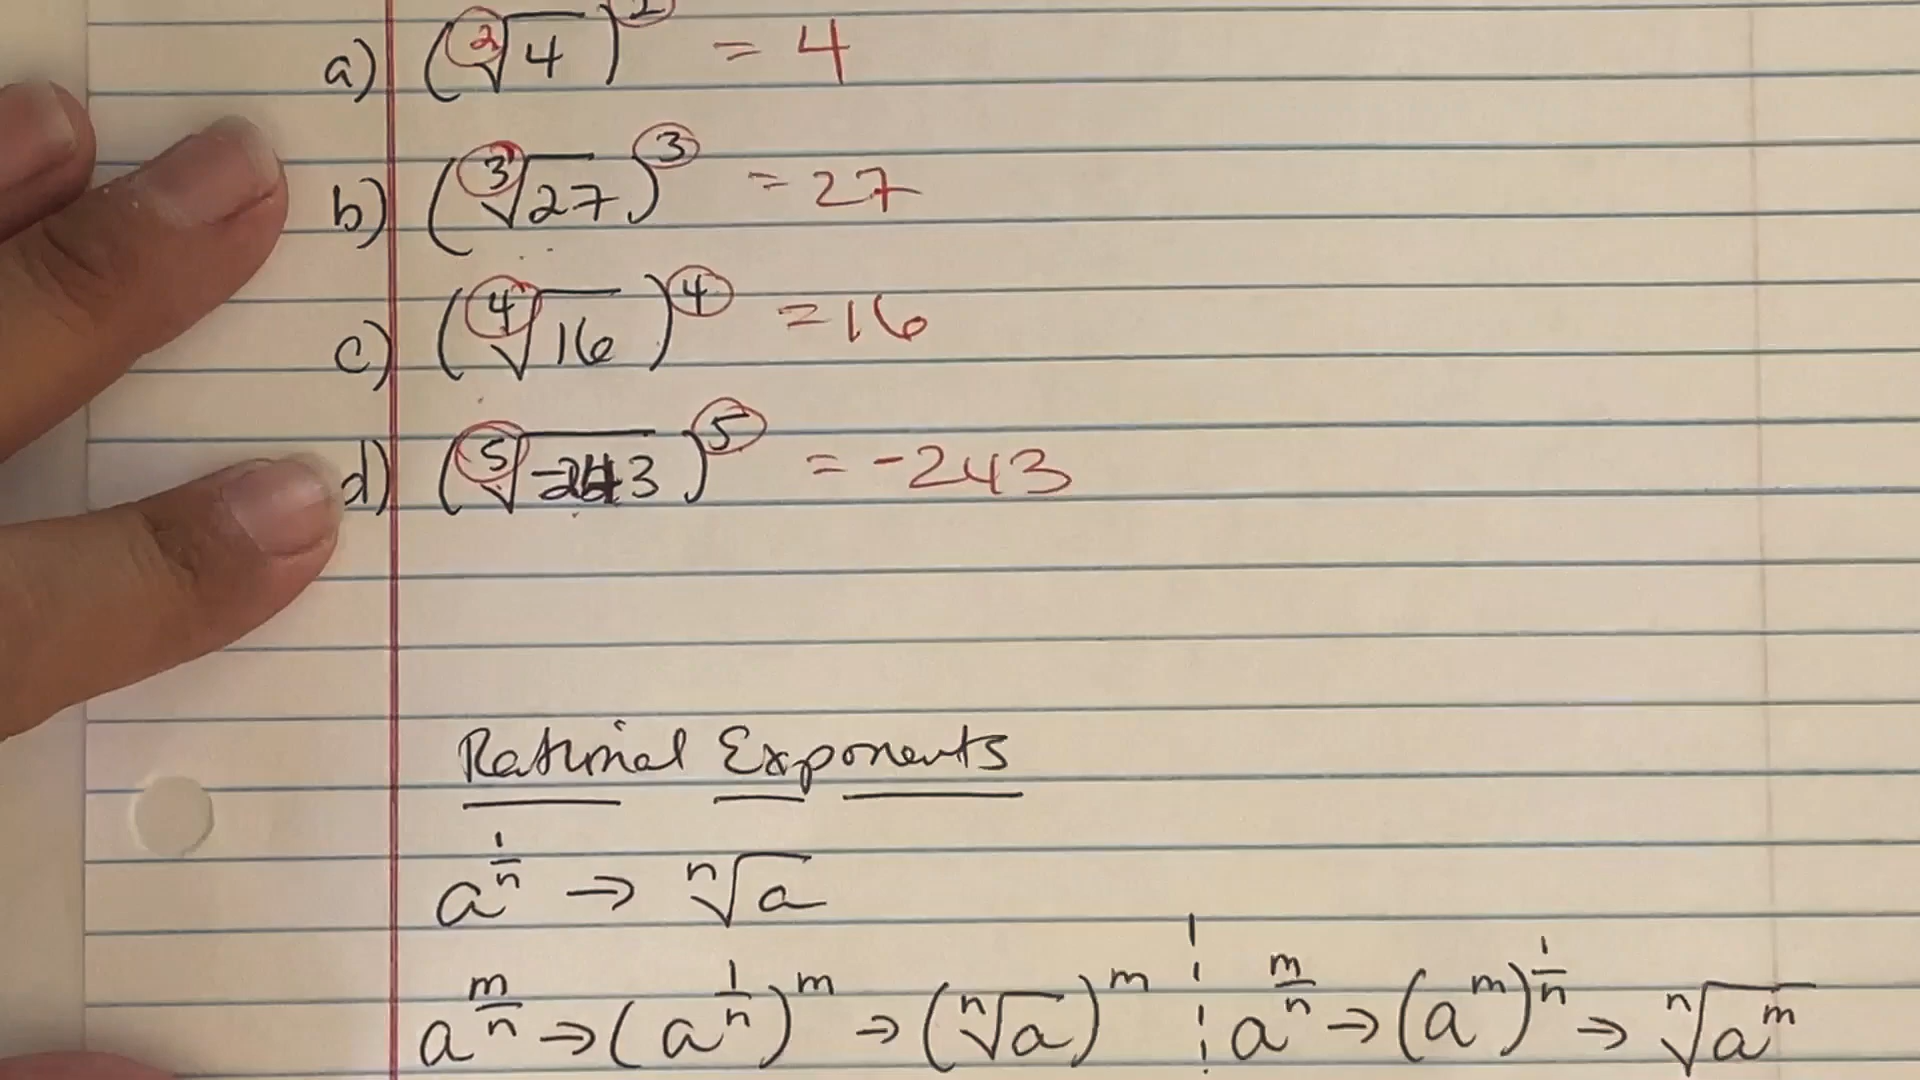 a) (²√4)² = 4
b) (³√27)³ = 27
c) (⁴√16)⁴ = 16
d) (⁵√-243)⁵ = -243
Rational Exponents
a^(1/n) → ⁿ√a
a^(m/n) → (a^(1/n))^m → (ⁿ√a)^m ¦ a^(m/n) → (a^m)^(1/n) → ⁿ√a^m